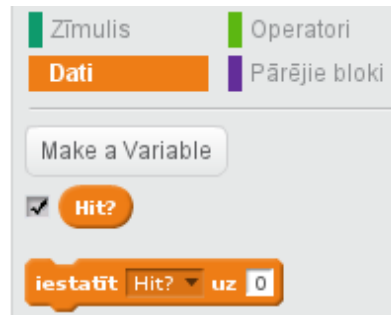 Zīmulis Operatori
Dati Pārējie bloki
Make a Variable
Hit?
iestatīt Hit? uz 0